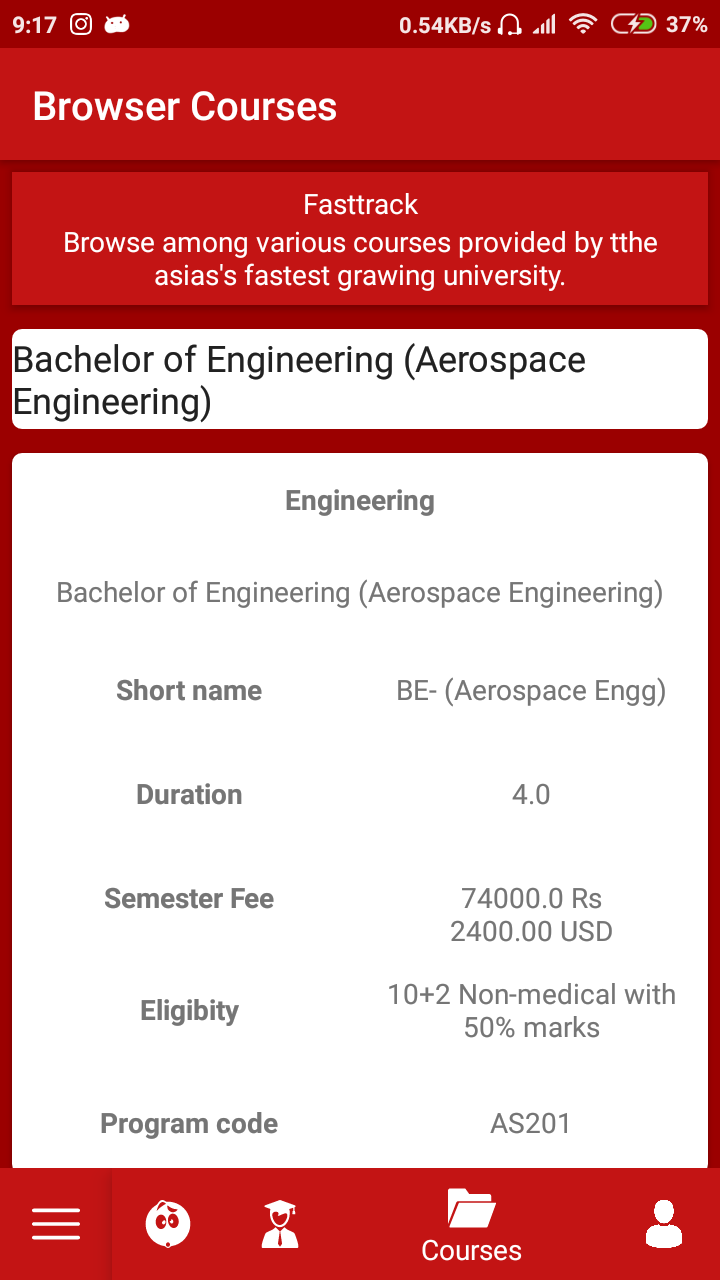 9:17 0.54KB/s 37%
Browser Courses
Fasttrack
Browse among various courses provided by tthe
asias's fastest grawing university.
Bachelor of Engineering (Aerospace
Engineering)
Engineering
Bachelor of Engineering (Aerospace Engineering)
Short name BE- (Aerospace Engg)
Duration 4.0
Semester Fee 74000.0 Rs
2400.00 USD
Eligibity 10+2 Non-medical with
50% marks
Program code AS201
Courses